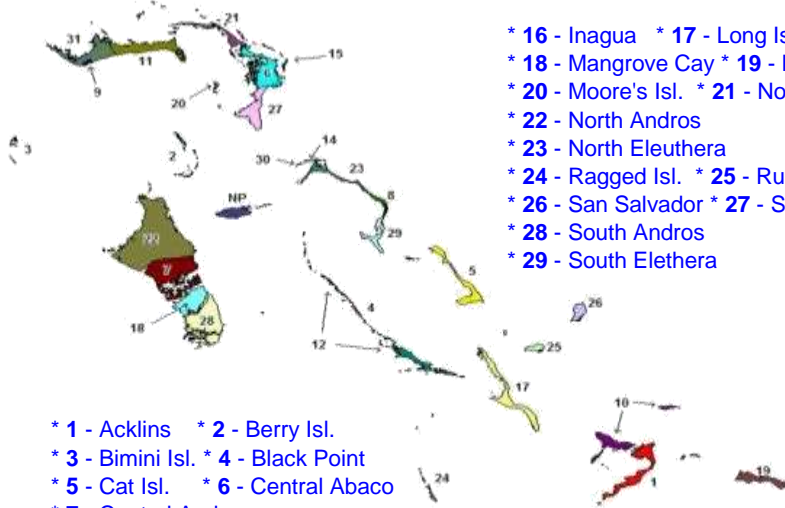 21
31
11
15
* 16 - Inagua * 17 - Long Is
* 18 - Mangrove Cay * 19 -
9
6
20
27
* 20 - Moore's Isl. * 21 - No
* 22 - North Andros
3
2
14
30
23
* 23 - North Eleuthera
* 24 - Ragged Isl. * 25 - Ru
NP
8
* 26 - San Salvador * 27 - S
29
* 28 - South Andros
* 29 - South Elethera
7
5
18
28
4
26
12
25
17
10
* 1 - Acklins * 2 - Berry Isl.
* 3 - Bimini Isl. * 4 - Black Point
* 5 - Cat Isl. * 6 - Central Abaco
24
1
19